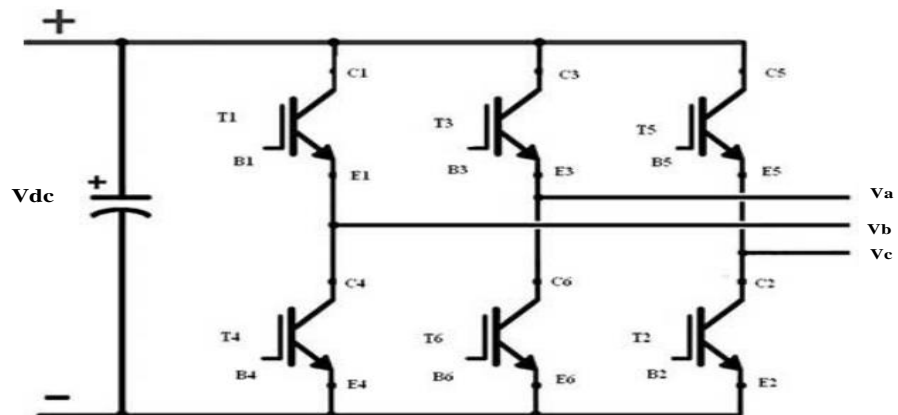 +
C1 C3 C5
T1 T3 T5
B1 B3 B5
E1 E3 E5
+
Vdc
Va
Vb
Vc
C4 C6 C2
T4 T6 T2
B4 B6 B2
E4 E6 E2
−